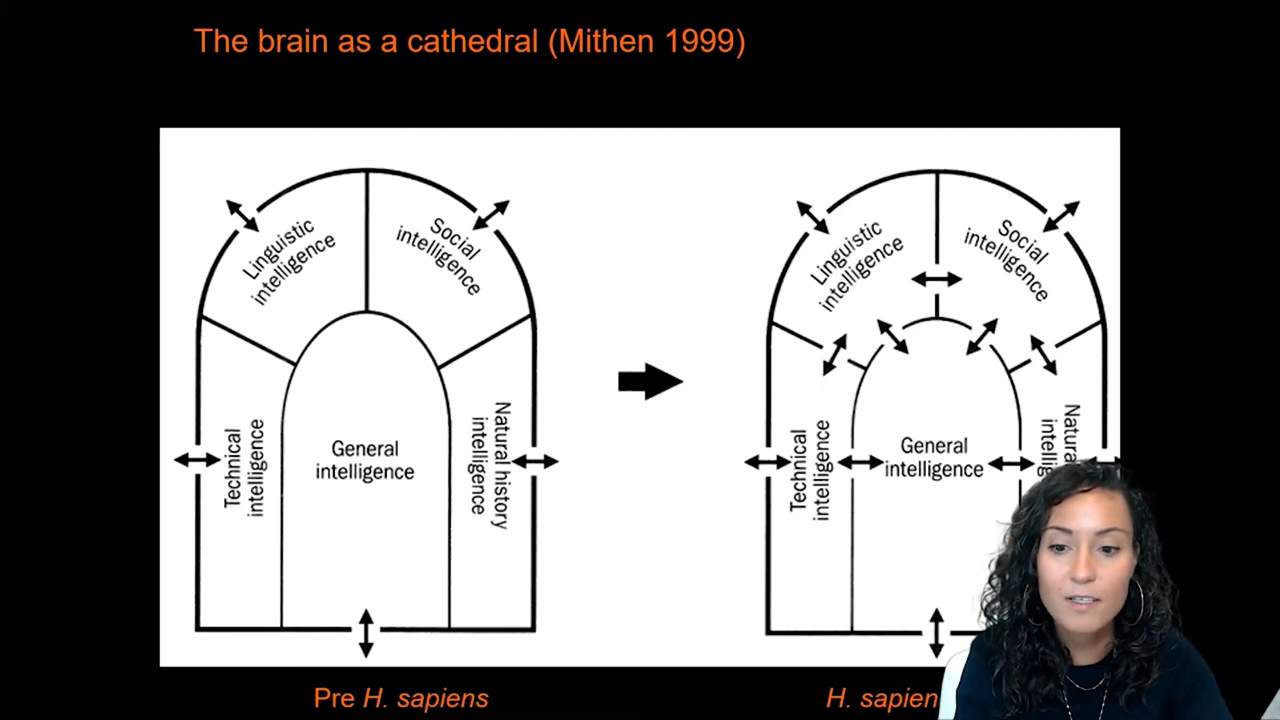 The brain as a cathedral (Mithen 1999)
Linguistic
intelligence
Social
intelligence
Technical
intelligence
General
intelligence
Natural history
intelligence
Linguistic
intelligence
Social
intelligence
Technical
intelligence
General
intelligence
Pre H. sapiens
H.